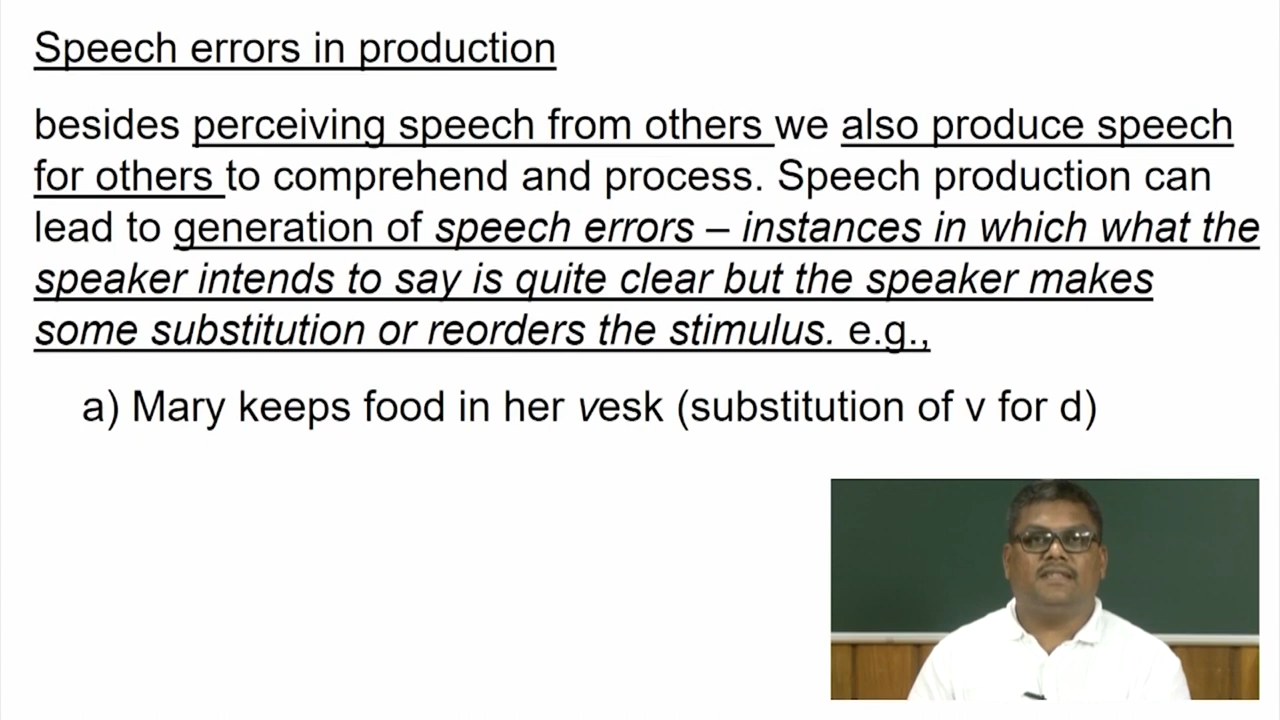 Speech errors in production
besides perceiving speech from others we also produce speech
for others to comprehend and process. Speech production can
lead to generation of speech errors – instances in which what the
speaker intends to say is quite clear but the speaker makes
some substitution or reorders the stimulus. e.g.,
a) Mary keeps food in her vesk (substitution of v for d)